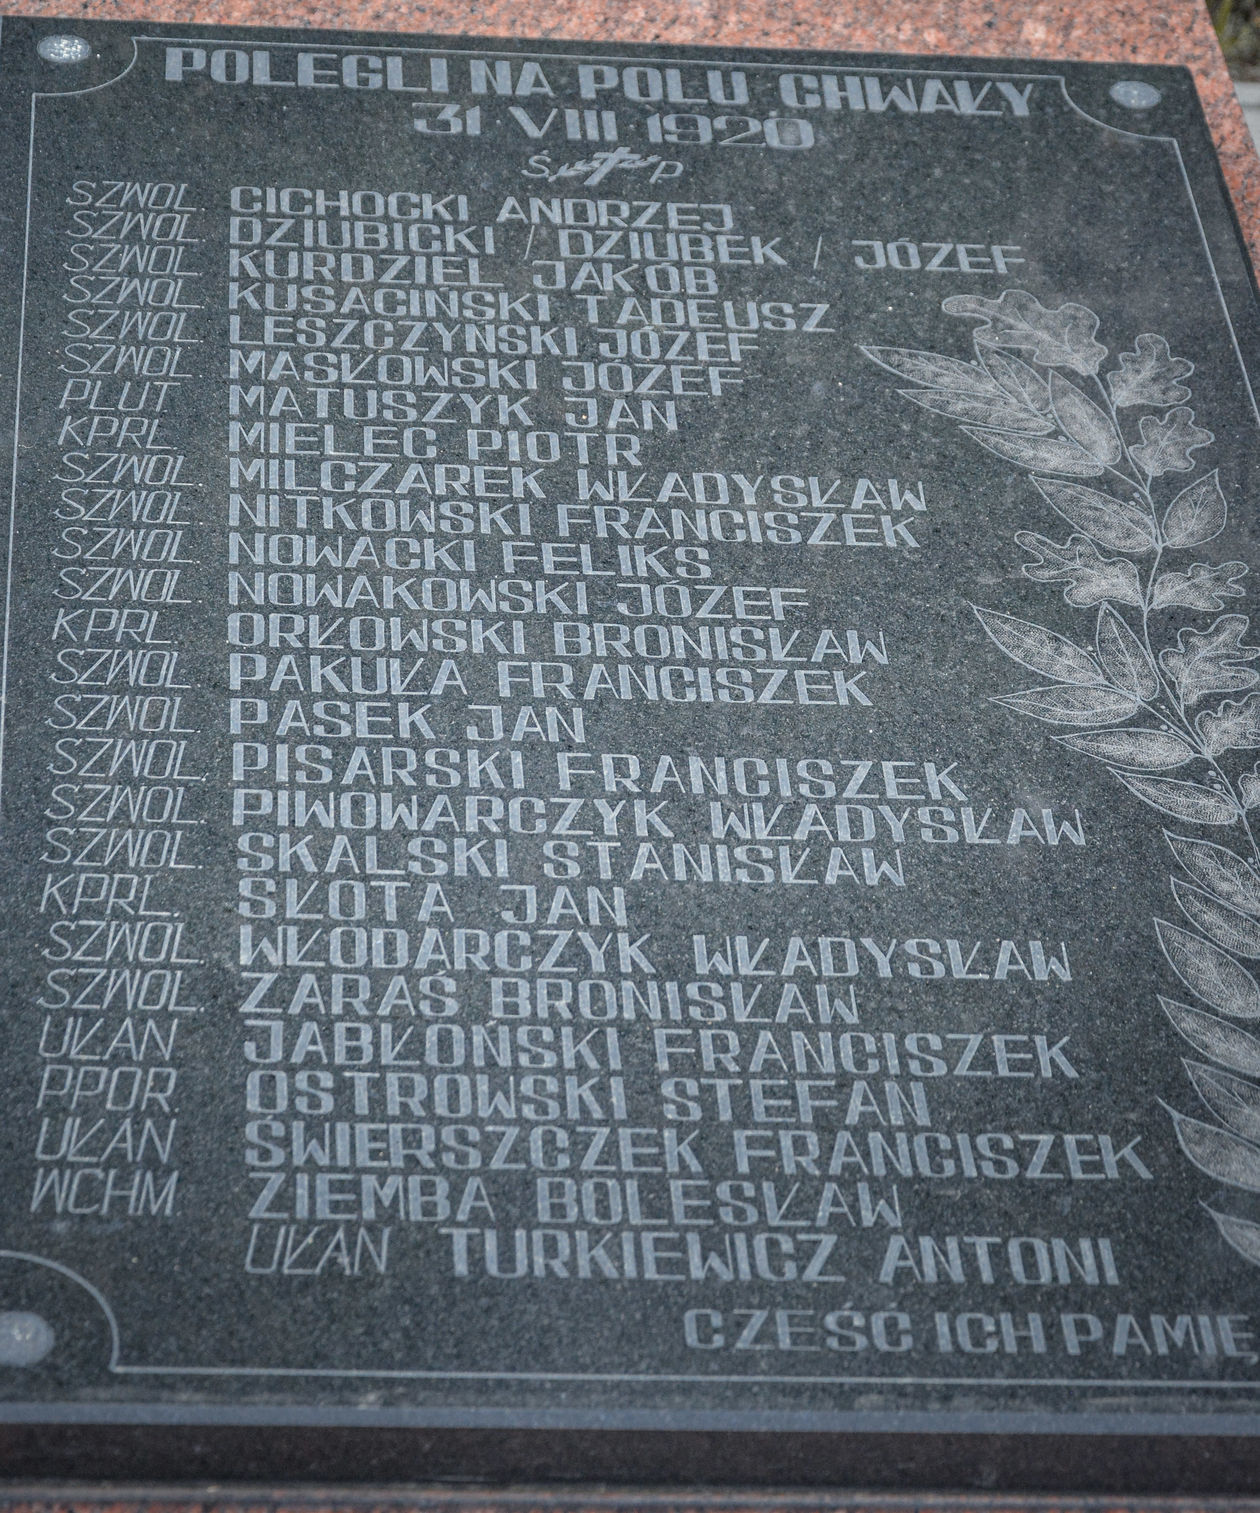 POLEGLI NA POLU CHWAŁY
31 VIII 1920
Ś P
SZWOL. CICHOCKI ANDRZEJ
SZWOL. DZIUBICKI /DZIUBEK/ JÓZEF
SZWOL. KURDZIEL JAKÓB
SZWOL. KUSACIŃSKI TADEUSZ
SZWOL. LESZCZYŃSKI JÓZEF
SZWOL. MASŁOWSKI JÓZEF
PLUT. MATUSZYK JAN
KPRL. MIELEC PIOTR
SZWOL. MILCZAREK WŁADYSŁAW
SZWOL. NITKOWSKI FRANCISZEK
SZWOL. NOWACKI FELIKS
SZWOL. NOWAKOWSKI JÓZEF
KPRL. ORŁOWSKI BRONISŁAW
SZWOL. PAKUŁA FRANCISZEK
SZWOL. PASEK JAN
SZWOL. PISARSKI FRANCISZEK
SZWOL. PIWOWARCZYK WŁADYSŁAW
SZWOL. SKALSKI STANISŁAW
KPRL. SŁOTA JAN
SZWOL. WŁODARCZYK WŁADYSŁAW
SZWOL. ZARAŚ BRONISŁAW
UŁAN JABŁOŃSKI FRANCISZEK
PPOR. OSTROWSKI STEFAN
UŁAN ŚWIERSZCZEK FRANCISZEK
WCHM ZIEMBA BOLESŁAW
UŁAN TURKIEWICZ ANTONI
CZEŚĆ ICH PAMIĘ